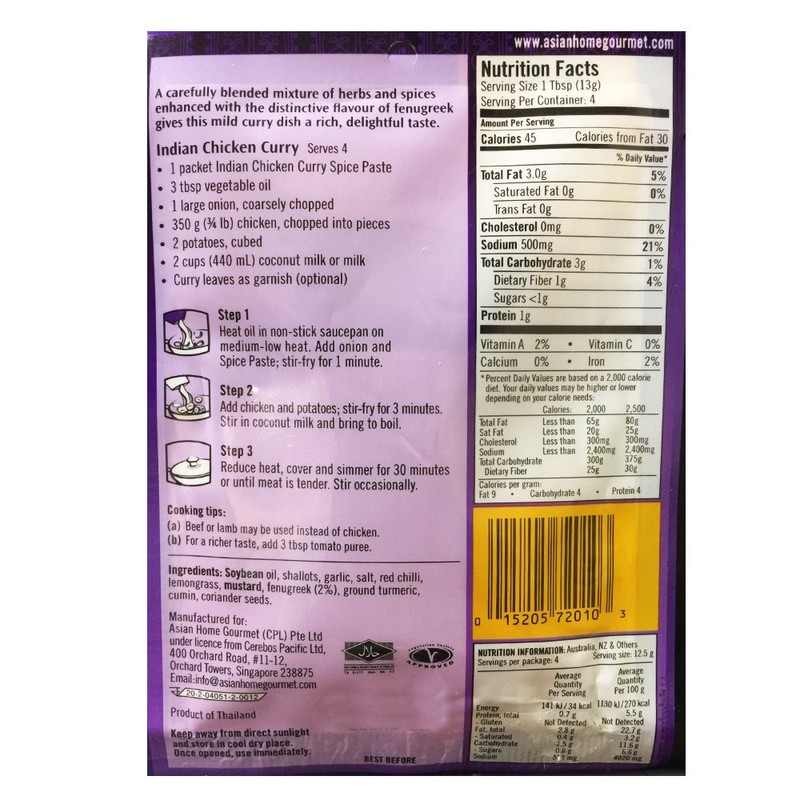 www.asianhomegourmet.com
A carefully blended mixture of herbs and spices
enhanced with the distinctive flavour of fenugreek
gives this mild curry dish a rich, delightful taste.
Indian Chicken Curry Serves 4
• 1 packet Indian Chicken Curry Spice Paste
• 3 tbsp vegetable oil
• 1 large onion, coarsely chopped
• 350 g (¾ lb) chicken, chopped into pieces
• 2 potatoes, cubed
• 2 cups (440 mL) coconut milk or milk
• Curry leaves as garnish (optional)
Step 1
Heat oil in non-stick saucepan on
medium-low heat. Add onion and
Spice Paste; stir-fry for 1 minute.
Step 2
Add chicken and potatoes; stir-fry for 3 minutes.
Stir in coconut milk and bring to boil.
Step 3
Reduce heat, cover and simmer for 30 minutes
or until meat is tender. Stir occasionally.
Cooking tips:
(a) Beef or lamb may be used instead of chicken.
(b) For a richer taste, add 3 tbsp tomato puree.
Ingredients: Soybean oil, shallots, garlic, salt, red chilli,
lemongrass, mustard, fenugreek (2%), ground turmeric,
cumin, coriander seeds.
Manufactured for:
Asian Home Gourmet (CPL) Pte Ltd
under licence from Cerebos Pacific Ltd,
400 Orchard Road, #11-12,
Orchard Towers, Singapore 238875
Email:info@asianhomegourmet.com
20-2-04051-2-0012
Product of Thailand
Keep away from direct sunlight
and store in cool dry place.
Once opened, use immediately.
APPROVED
BEST BEFORE
Nutrition Facts
Serving Size 1 Tbsp (13g)
Serving Per Container: 4
Amount Per Serving
Calories 45 Calories from Fat 30
% Daily Value*
Total Fat 3.0g 5%
Saturated Fat 0g 0%
Trans Fat 0g
Cholesterol 0mg 0%
Sodium 500mg 21%
Total Carbohydrate 3g 1%
Dietary Fiber 1g 4%
Sugars <1g
Protein 1g
Vitamin A 2% • Vitamin C 0%
Calcium 0% • Iron 2%
*Percent Daily Values are based on a 2,000 calorie
diet. Your daily values may be higher or lower
depending on your calorie needs:
Calories: 2,000 2,500
Total Fat Less than 65g 80g
Sat Fat Less than 20g 25g
Cholesterol Less than 300mg 300mg
Sodium Less than 2,400mg 2,400mg
Total Carbohydrate 300g 375g
Dietary Fiber 25g 30g
Calories per gram:
Fat 9 • Carbohydrate 4 • Protein 4
0 15205 72010 3
NUTRITION INFORMATION: Australia, NZ & Others
Servings per package: 4 Serving size: 12.5 g
Average Quantity Per Serving
Average Quantity Per 100 g
Energy 141 kJ/34 kcal 1130 kJ/270 kcal
Protein, total 0.7 g 5.5 g
- Gluten Not Detected Not Detected
Fat, total 2.8 g 22.7 g
- Saturated 0.4 g 3.2 g
Carbohydrate 1.5 g 11.6 g
- Sugars 0.8 g 6.6 g
Sodium mg 4020 mg